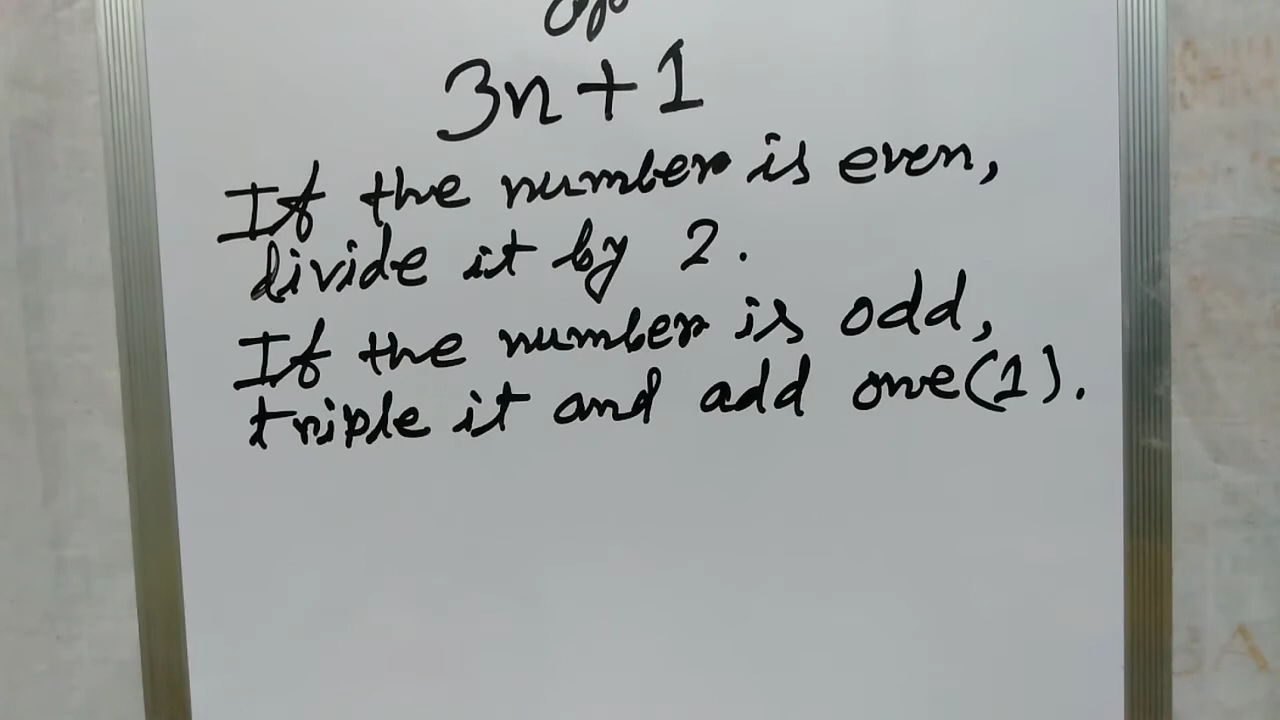 3n+1
If the number is even,
divide it by 2.
If the number is odd,
triple it and add one(1).